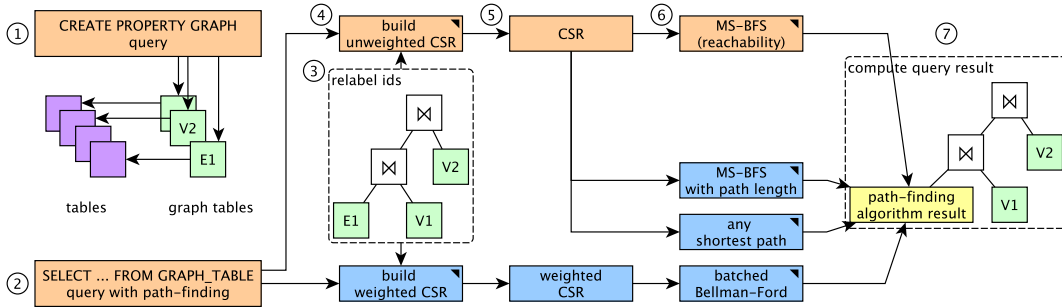 1
CREATE PROPERTY GRAPH
query
V2
E1
tables
graph tables
2
SELECT ... FROM GRAPH_TABLE
query with path-finding
3
relabel ids
⋈
⋈
V2
E1
V1
4
build
unweighted CSR
build
weighted CSR
5
CSR
weighted
CSR
6
MS-BFS
(reachability)
MS-BFS
with path length
any
shortest path
batched
Bellman-Ford
7
compute query result
⋈
⋈
V2
path-finding
algorithm result
V1